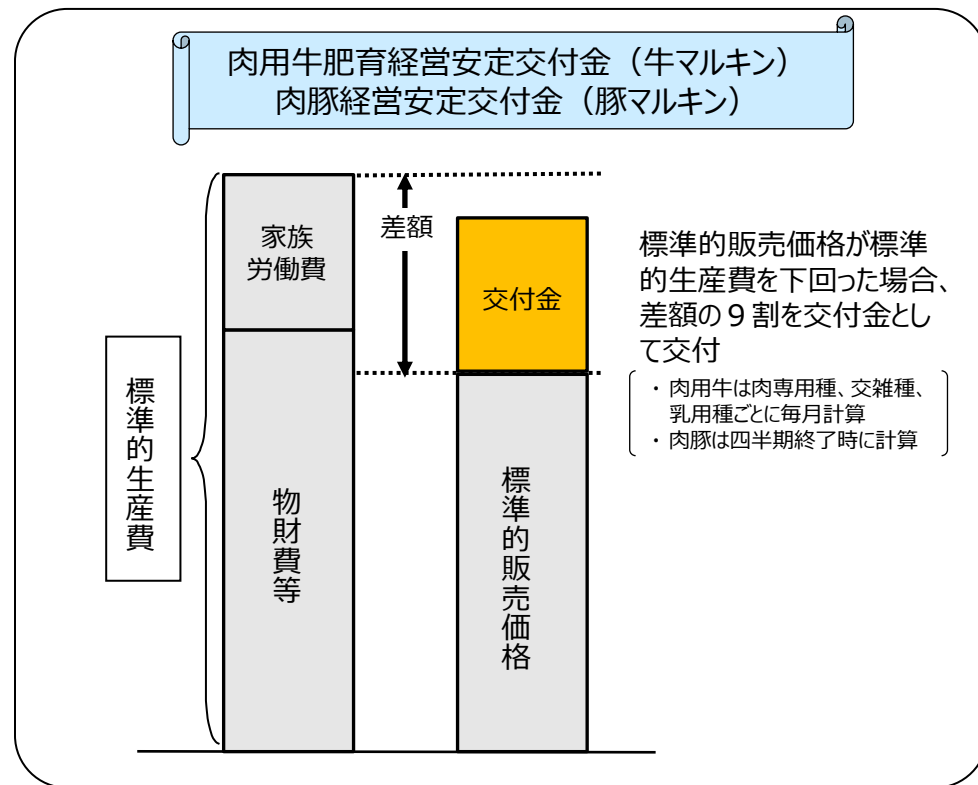 肉用牛肥育経営安定交付金（牛マルキン）
肉豚経営安定交付金（豚マルキン）
家族
労働費
差額
交付金
標準的販売価格が標準
的生産費を下回った場合、
差額の９割を交付金とし
て交付
・ 肉用牛は肉専用種、交雑種、
乳用種ごとに毎月計算
・ 肉豚は四半期終了時に計算
標準的生産費
物財費等
標準的販売価格